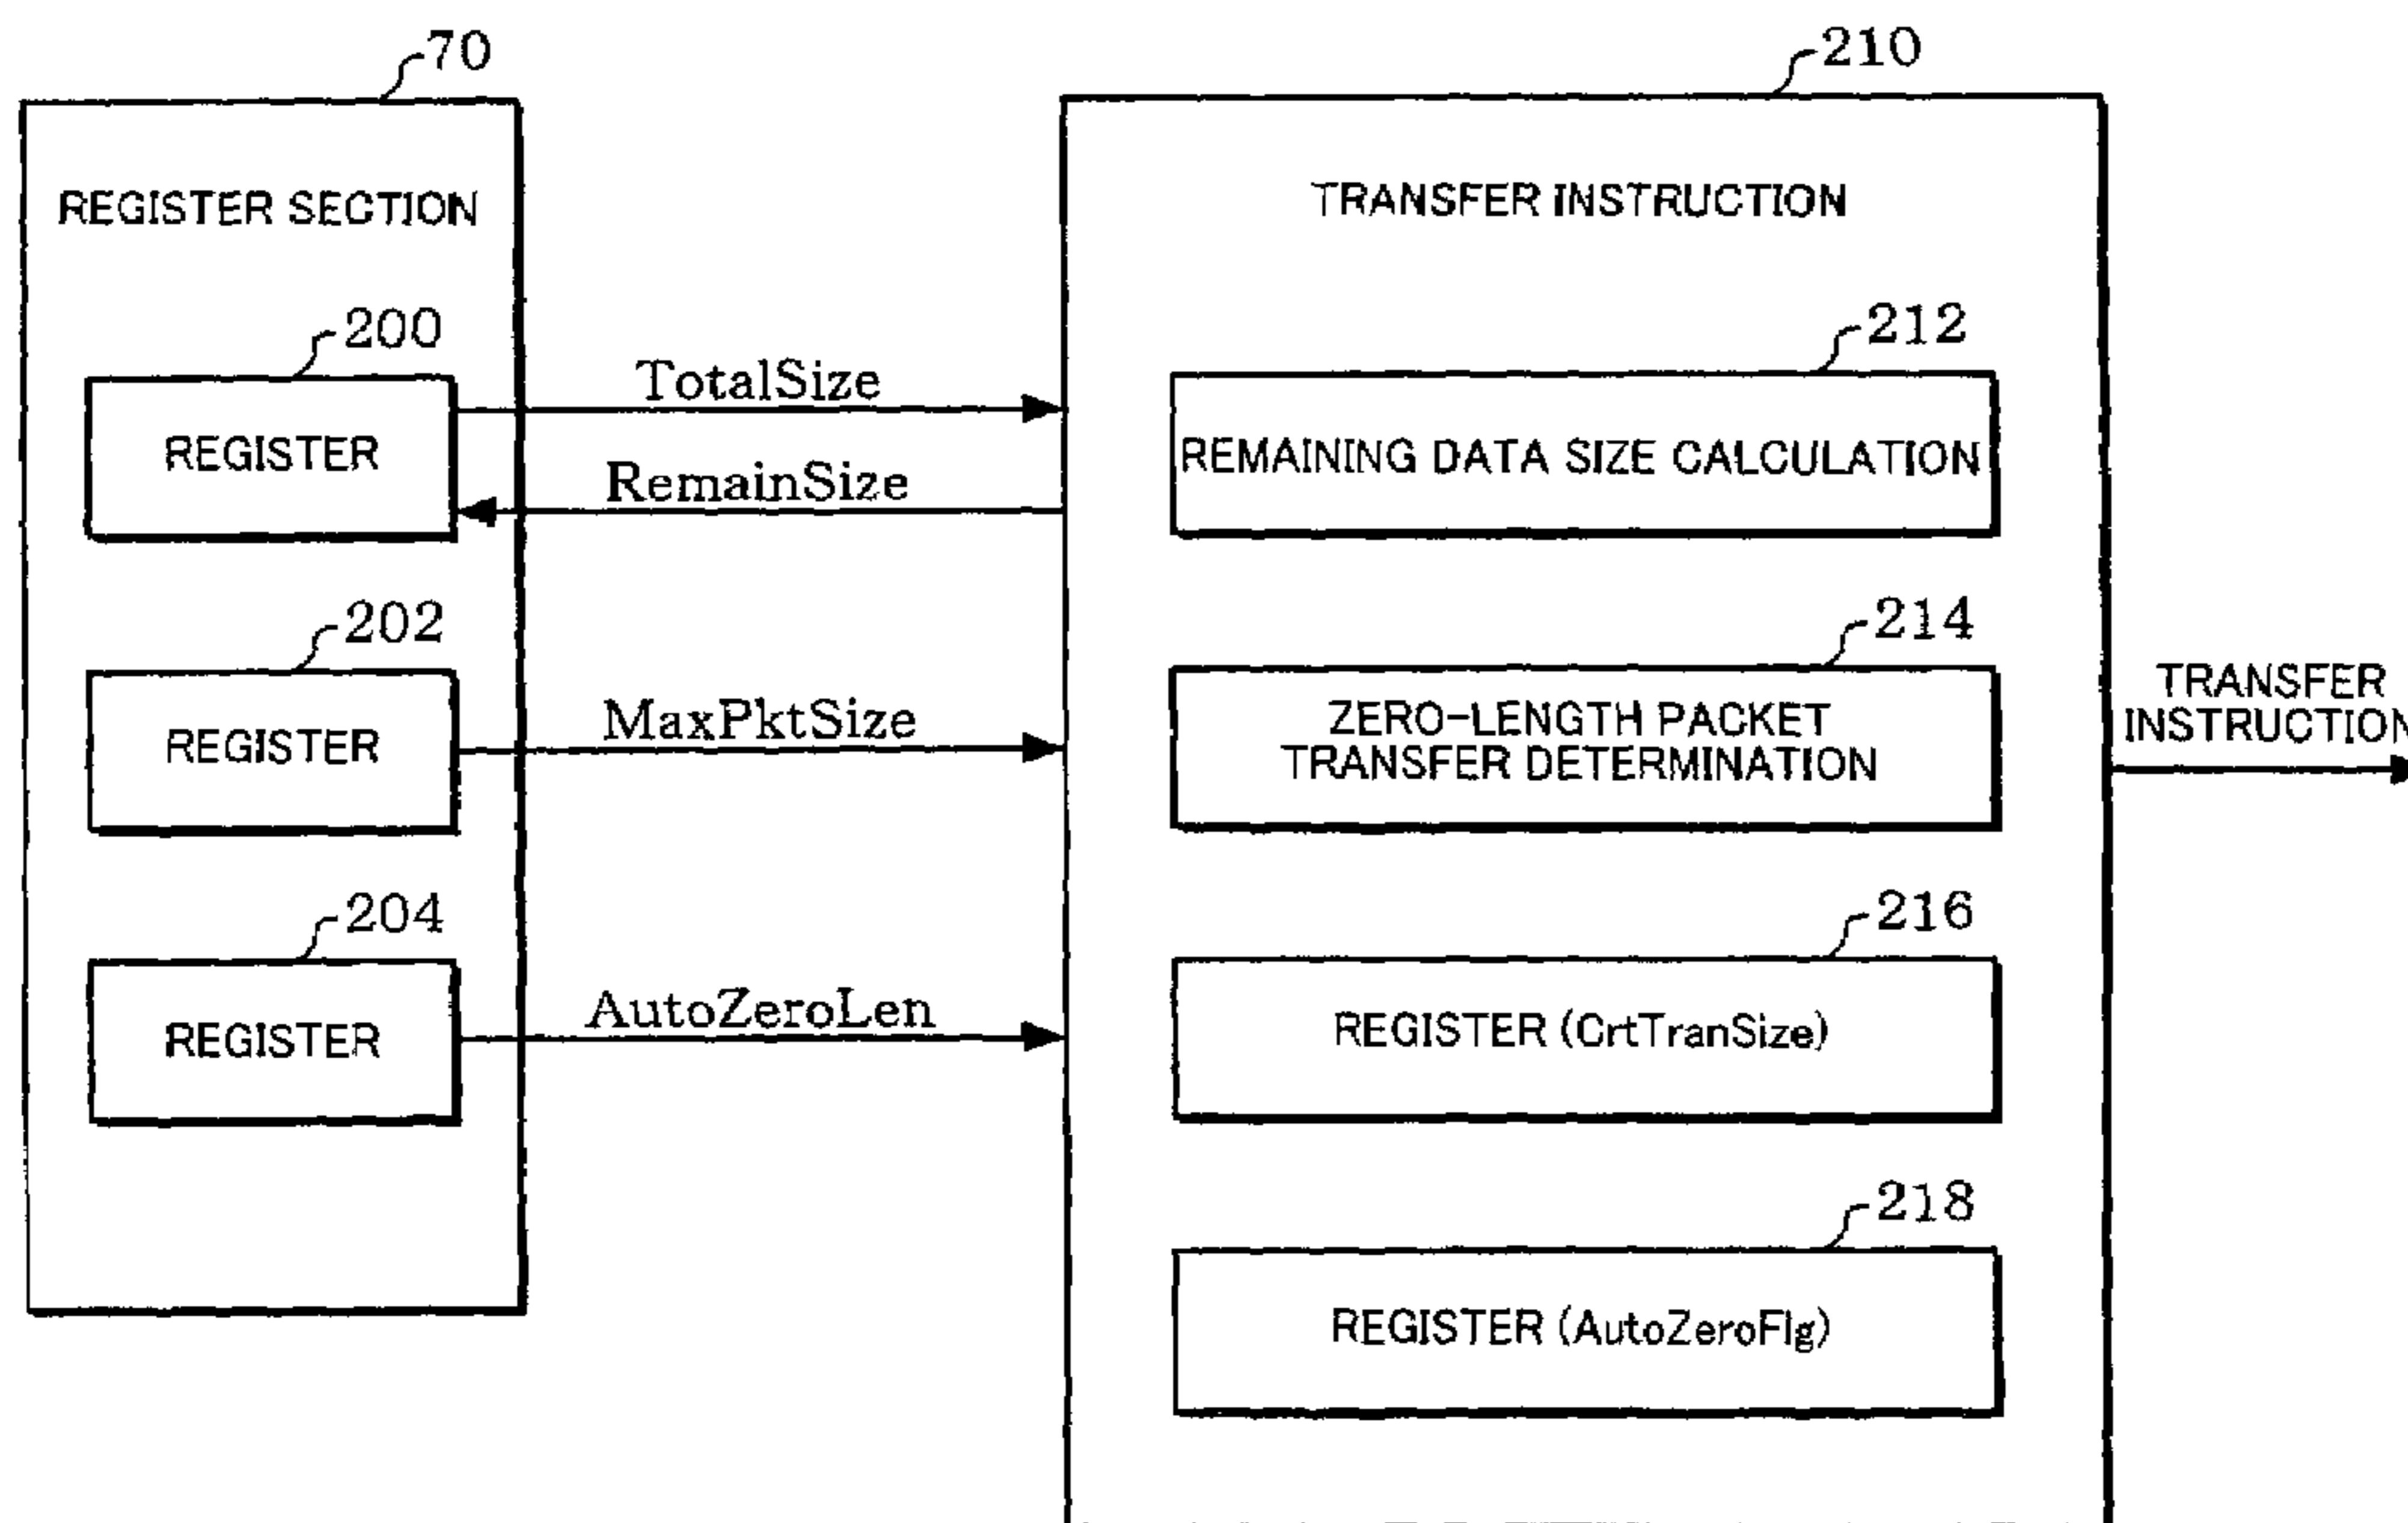 70
210
REGISTER SECTION
TRANSFER INSTRUCTION
200
212
TotalSize
REGISTER
REMAINING DATA SIZE CALCULATION
RemainSize
202
214
TRANSFER
INSTRUCTION
MaxPktSize
REGISTER
ZERO-LENGTH PACKET
TRANSFER DETERMINATION
204
216
AutoZeroLen
REGISTER
REGISTER (CrtTranSize)
218
REGISTER (AutoZeroFlg)